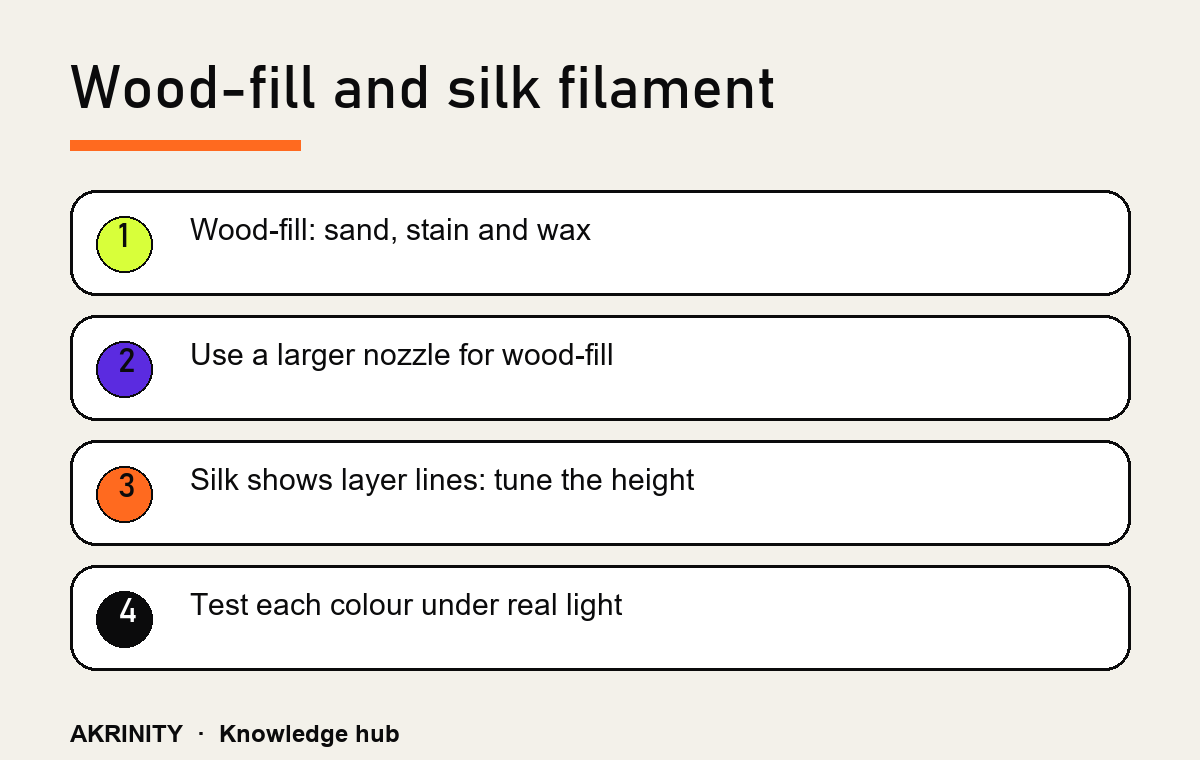 Wood-fill and silk filament
1 Wood-fill: sand, stain and wax
2 Use a larger nozzle for wood-fill
3 Silk shows layer lines: tune the height
4 Test each colour under real light
AKRINITY · Knowledge hub